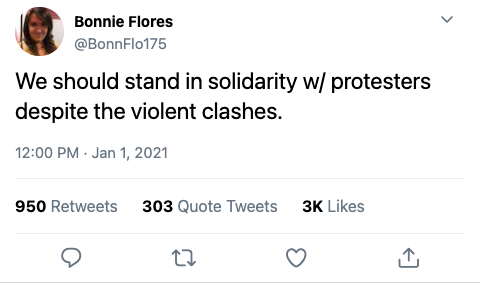 Bonnie Flores
@BonnFlo175
We should stand in solidarity w/ protesters
despite the violent clashes.
12:00 PM · Jan 1, 2021
950 Retweets 303 Quote Tweets 3K Likes